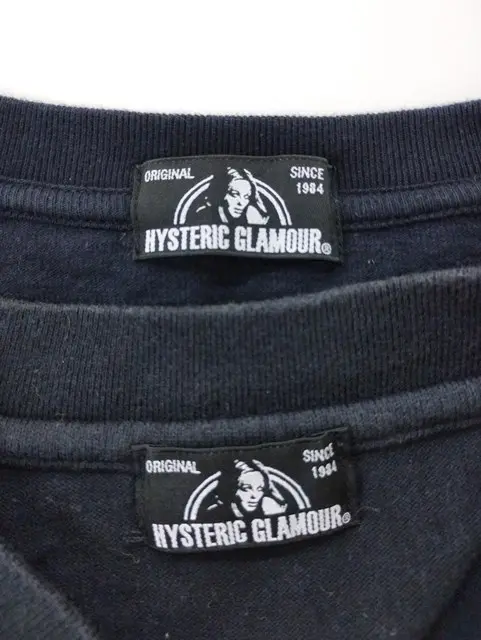 ORIGINAL
SINCE
1984
HYSTERIC GLAMOUR®
ORIGINAL
SINCE
1984
HYSTERIC GLAMOUR®